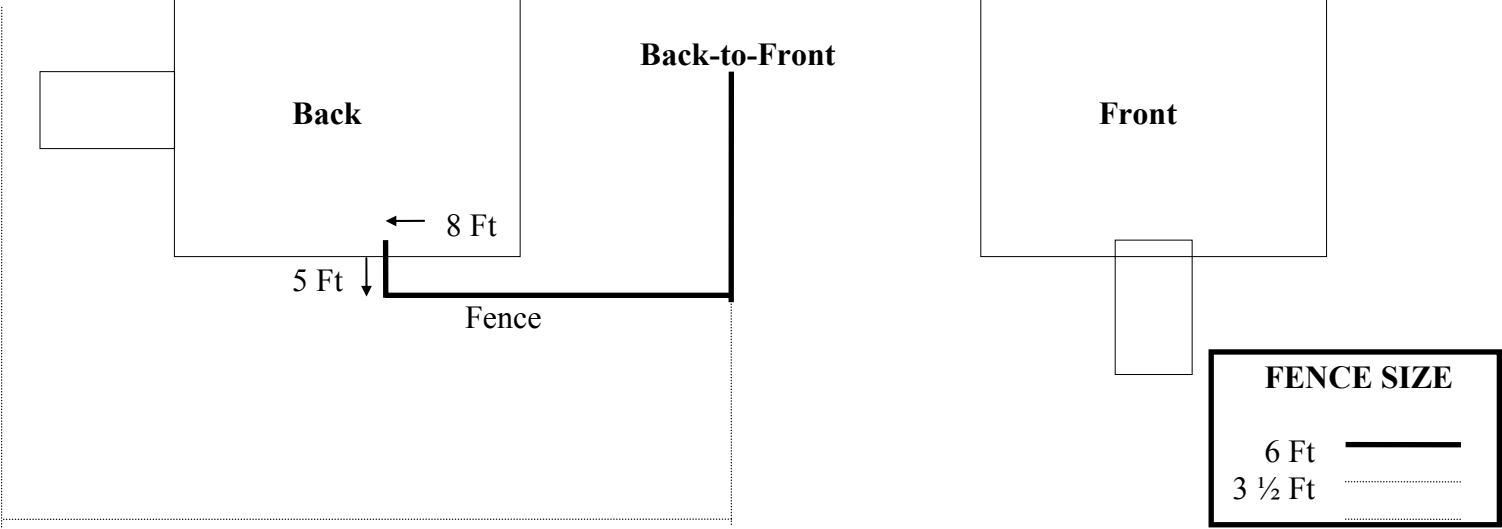 Back-to-Front
Back
Front
8 Ft
5 Ft
Fence
FENCE SIZE
6 Ft
3 ½ Ft